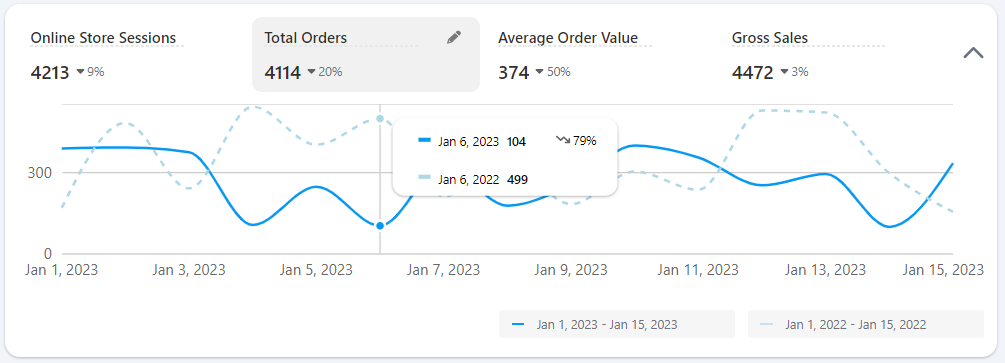 Online Store Sessions Total Orders Average Order Value Gross Sales
4213 9% 4114 20% 374 50% 4472 3%
Jan 6, 2023 104 79%
300
Jan 6, 2022 499
0
Jan 1, 2023 Jan 3, 2023 Jan 5, 2023 Jan 7, 2023 Jan 9, 2023 Jan 11, 2023 Jan 13, 2023 Jan 15, 2023
Jan 1, 2023 - Jan 15, 2023 Jan 1, 2022 - Jan 15, 2022